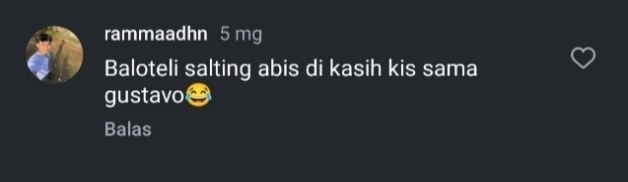 rammaadhn 5 mg
Baloteli salting abis di kasih kis sama
gustavo😂
Balas